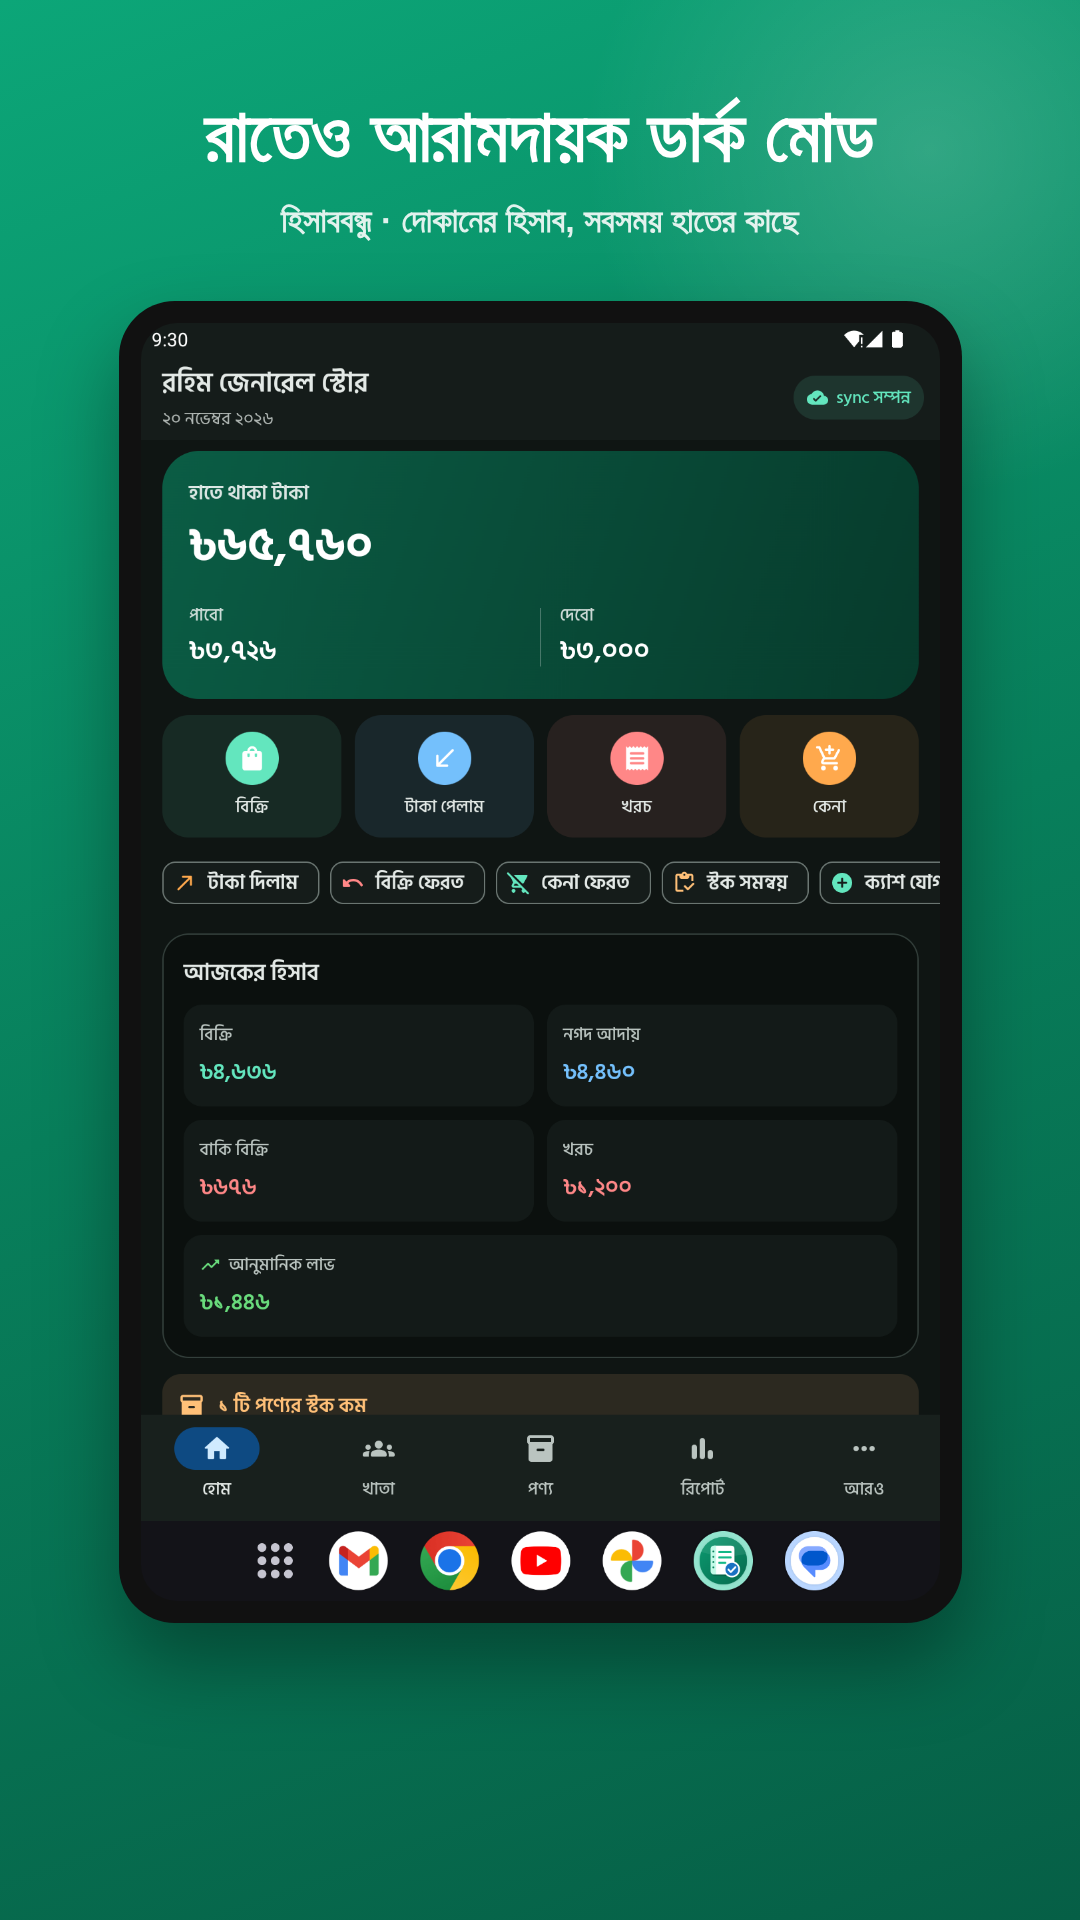 রাতেও আরামদায়ক ডার্ক মোড
হিসাববন্ধু · দোকানের হিসাব, সবসময় হাতের কাছে
9:30
রহিম জেনারেল স্টোর
২০ নভেম্বর ২০২৬
sync সম্পন্ন
হাতে থাকা টাকা
৳৬৫,৭৬০
পাবো
দেবো
৳৩,৭২৬
৳৩,০০০
বিক্রি
টাকা পেলাম
খরচ
কেনা
টাকা দিলাম
বিক্রি ফেরত
কেনা ফেরত
স্টক সমন্বয়
ক্যাশ যোগ
আজকের হিসাব
বিক্রি
নগদ আদায়
৳৪,৬৩৬
৳৪,৪৬০
বাকি বিক্রি
খরচ
৳৬৭৬
৳১,২০০
আনুমানিক লাভ
৳১,৪৪৬
১ টি পণ্যের স্টক কম
হোম
খাতা
পণ্য
রিপোর্ট
আরও